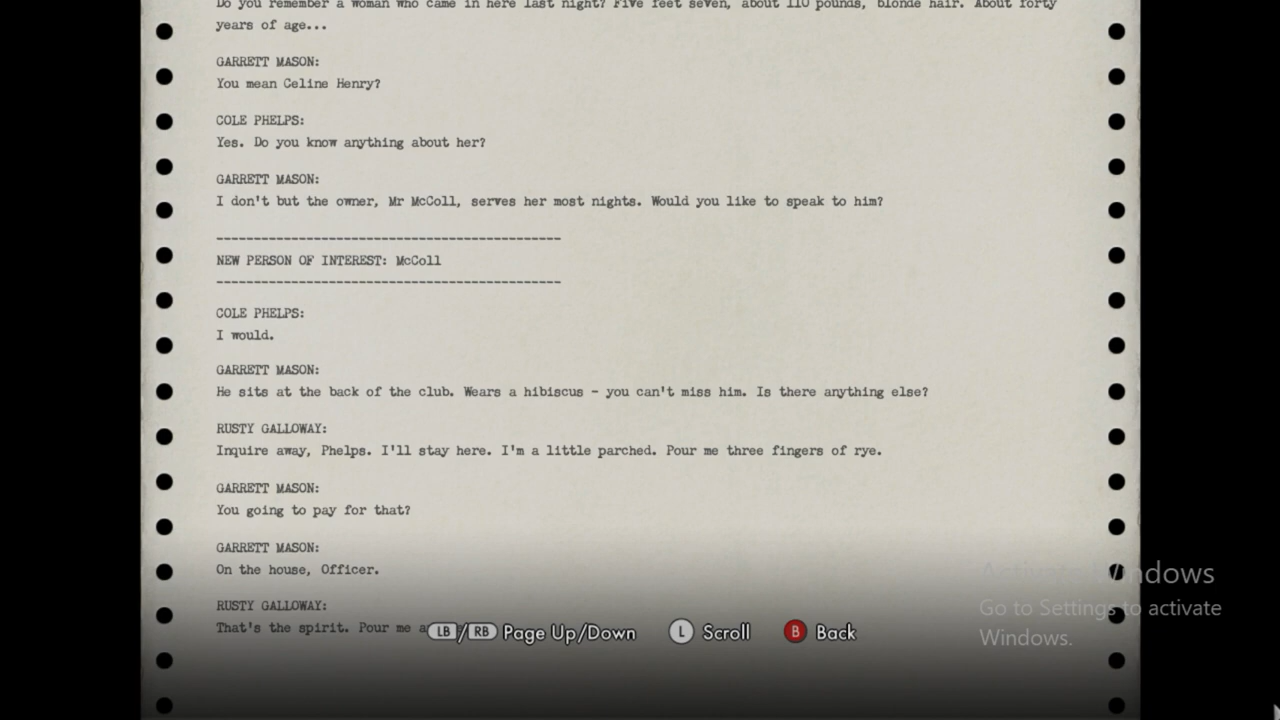 Do you remember a woman who came in here last night? Five feet seven, about 110 pounds, blonde hair. About forty
years of age...
GARRETT MASON:
You mean Celine Henry?
COLE PHELPS:
Yes. Do you know anything about her?
GARRETT MASON:
I don't but the owner, Mr McColl, serves her most nights. Would you like to speak to him?
----------------------------------------------
NEW PERSON OF INTEREST: McColl
----------------------------------------------
COLE PHELPS:
I would.
GARRETT MASON:
He sits at the back of the club. Wears a hibiscus - you can't miss him. Is there anything else?
RUSTY GALLOWAY:
Inquire away, Phelps. I'll stay here. I'm a little parched. Pour me three fingers of rye.
GARRETT MASON:
You going to pay for that?
GARRETT MASON:
On the house, Officer.
RUSTY GALLOWAY:
That's the spirit. Pour me a
LB/RB Page Up/Down L Scroll B Back
Activate Windows
Go to Settings to activate
Windows.